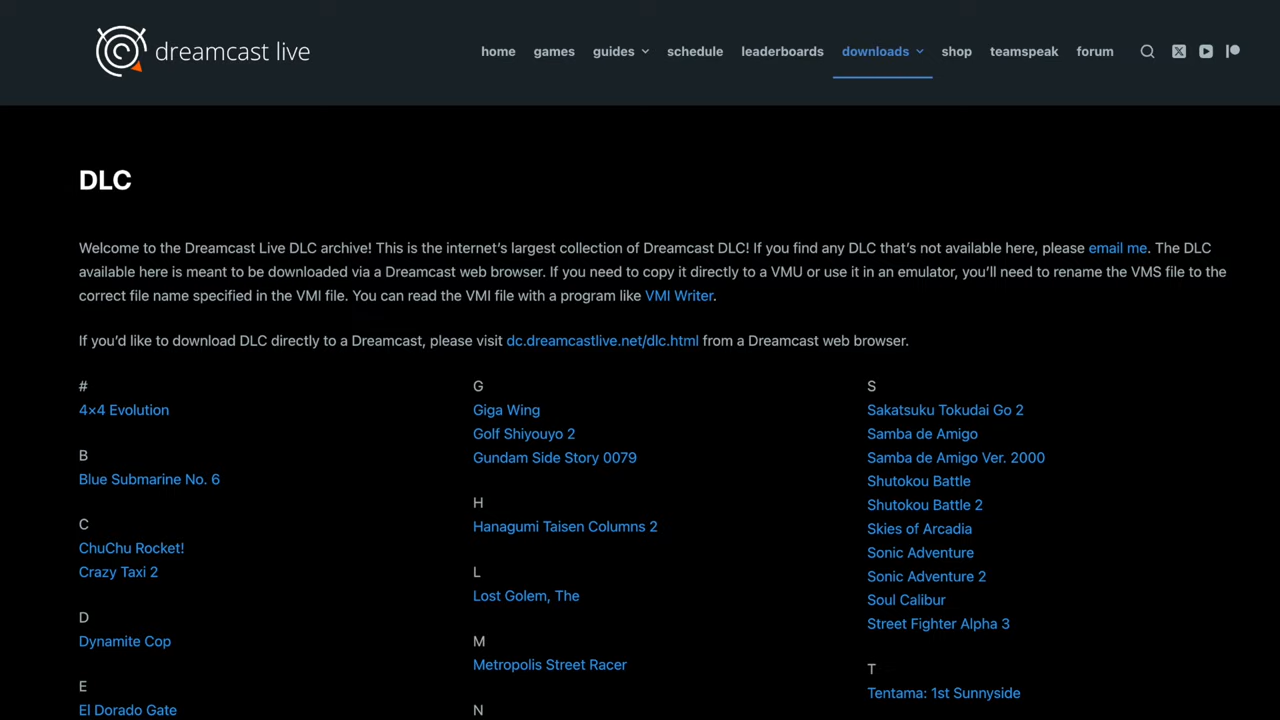 dreamcast live
home games guides schedule leaderboards downloads shop teamspeak forum
DLC
Welcome to the Dreamcast Live DLC archive! This is the internet's largest collection of Dreamcast DLC! If you find any DLC that's not available here, please email me. The DLC
available here is meant to be downloaded via a Dreamcast web browser. If you need to copy it directly to a VMU or use it in an emulator, you'll need to rename the VMS file to the
correct file name specified in the VMI file. You can read the VMI file with a program like VMI Writer.
If you'd like to download DLC directly to a Dreamcast, please visit dc.dreamcastlive.net/dlc.html from a Dreamcast web browser.
#
4×4 Evolution
B
Blue Submarine No. 6
C
ChuChu Rocket!
Crazy Taxi 2
D
Dynamite Cop
E
El Dorado Gate
G
Giga Wing
Golf Shiyouyo 2
Gundam Side Story 0079
H
Hanagumi Taisen Columns 2
L
Lost Golem, The
M
Metropolis Street Racer
N
S
Sakatsuku Tokudai Go 2
Samba de Amigo
Samba de Amigo Ver. 2000
Shutokou Battle
Shutokou Battle 2
Skies of Arcadia
Sonic Adventure
Sonic Adventure 2
Soul Calibur
Street Fighter Alpha 3
T
Tentama: 1st Sunnyside